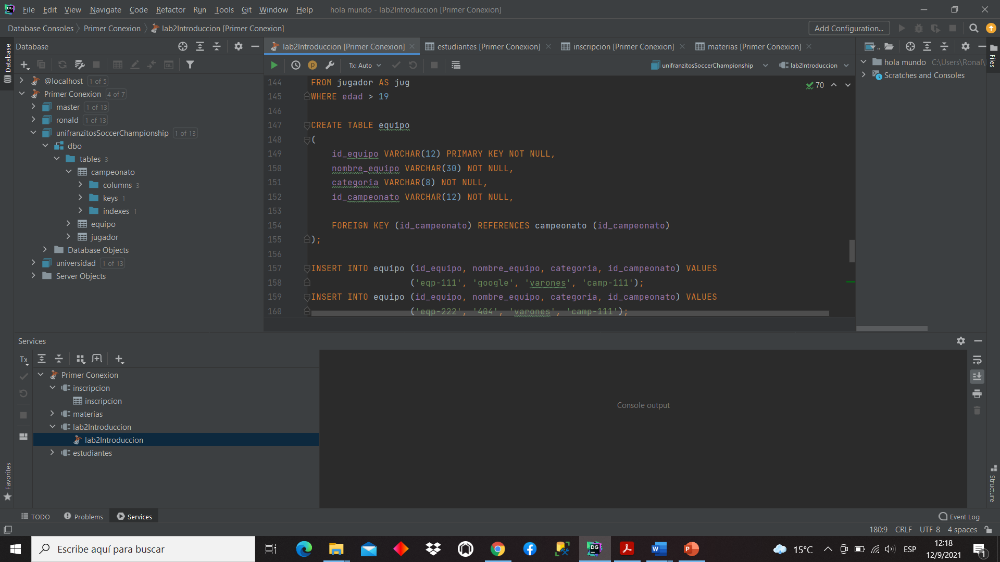 File Edit View Navigate Code Refactor Run Tools Git Window Help hola mundo - lab2Introduccion [Primer Conexion]
Database Consoles Primer Conexion lab2Introduccion [Primer Conexion] Add Configuration...
Database
lab2Introduccion [Primer Conexion] estudiantes [Primer Conexion] inscripcion [Primer Conexion] materias [Primer Conexion]
Tx: Auto unifranzitosSoccerChampionship lab2Introduccion
Database
Files
hola mundo C:\Users\Ronal\
Scratches and Consoles
@localhost 1 of 5
Primer Conexion 4 of 7
master 1 of 13
ronald 1 of 13
unifranzitosSoccerChampionship 1 of 13
dbo
tables 3
campeonato
columns 3
keys 1
indexes 1
equipo
jugador
Database Objects
universidad 1 of 13
Server Objects
70
144 FROM jugador AS jug
145 WHERE edad > 19
146
147 CREATE TABLE equipo
148 (
149 id_equipo VARCHAR(12) PRIMARY KEY NOT NULL,
150 nombre_equipo VARCHAR(30) NOT NULL,
151 categoria VARCHAR(8) NOT NULL,
152 id_campeonato VARCHAR(12) NOT NULL,
153
154 FOREIGN KEY (id_campeonato) REFERENCES campeonato (id_campeonato)
155 );
156
157 INSERT INTO equipo (id_equipo, nombre_equipo, categoria, id_campeonato) VALUES
158 ('eqp-111', 'google', 'varones', 'camp-111');
159 INSERT INTO equipo (id_equipo, nombre_equipo, categoria, id_campeonato) VALUES
160 ('eqp-222', '404', 'varones', 'camp-111');
Services
Tx
Primer Conexion
inscripcion
inscripcion
materias
lab2Introduccion
lab2Introduccion
estudiantes
Console output
Favorites
Structure
TODO Problems Services Event Log
180:9 CRLF UTF-8 4 spaces
Escribe aquí para buscar
15°C ESP 12:18
12/9/2021
1